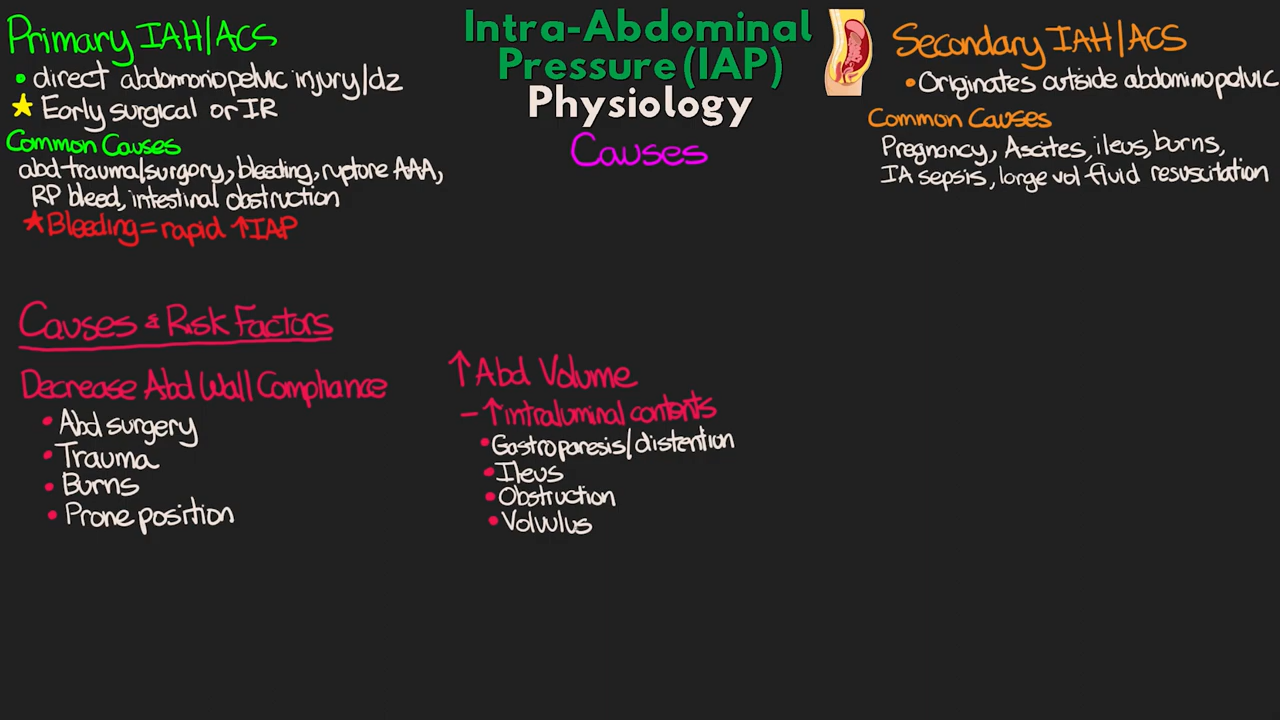 Intra-Abdominal
Pressure (IAP)
Physiology
Causes
Primary IAH/ACS
• direct abdomoniopelvic injury/dz
★ Early surgical or IR
Common Causes
abd trauma/surgery, bleeding, rupture AAA,
RP bleed, intestinal obstruction
★Bleeding = rapid ↑IAP
Secondary IAH/ACS
• Originates outside abdominopelvic
Common Causes
Pregnancy, Ascites, ileus, burns,
IA sepsis, large vol fluid resuscitation
Causes & Risk Factors
Decrease Abd Wall Compliance
• Abd surgery
• Trauma
• Burns
• Prone position
↑Abd Volume
- ↑intraluminal contents
• Gastroparesis/distention
• Ileus
• Obstruction
• Volvulus